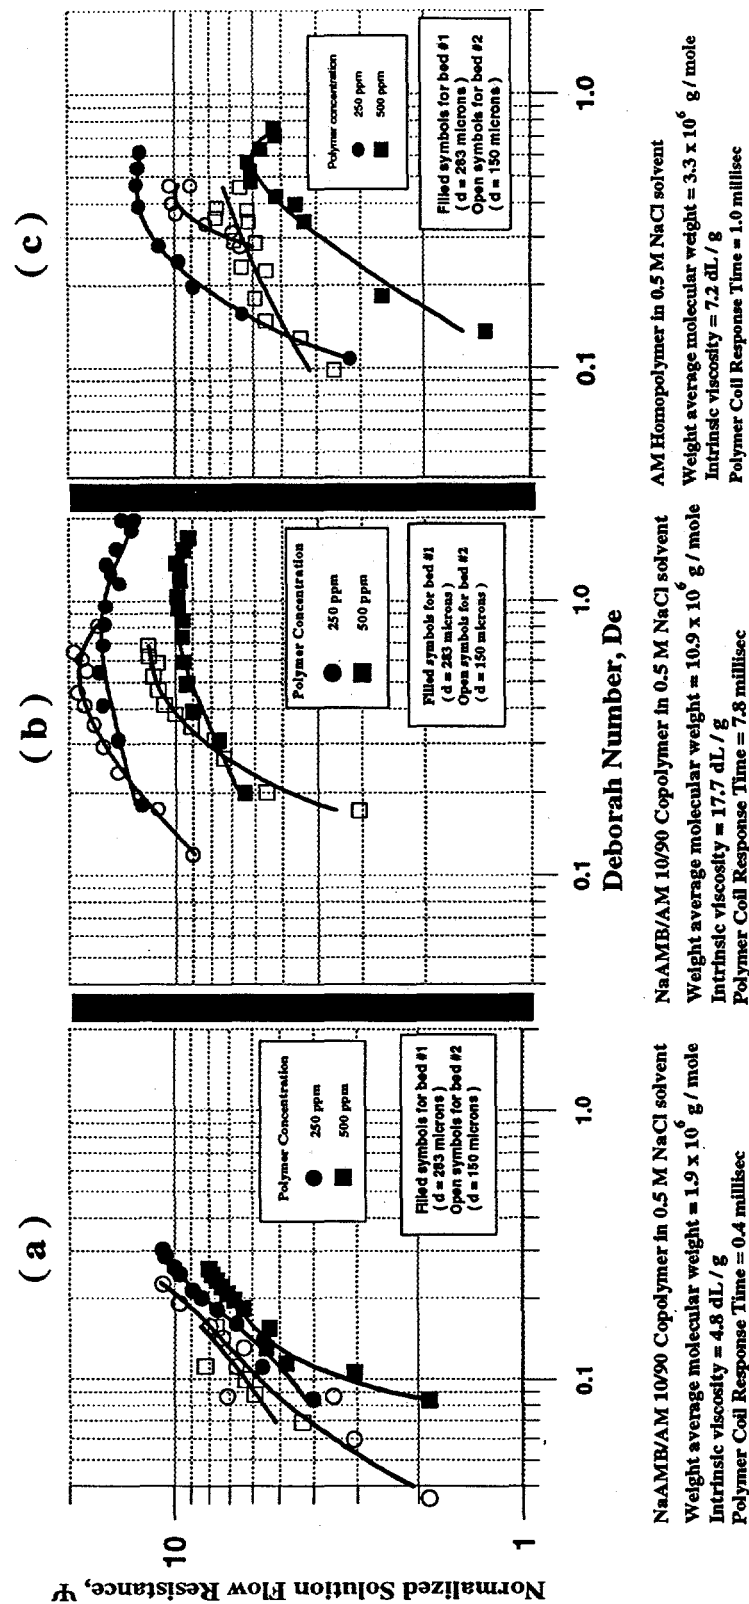 ( a )
( b )
( c )
Normalized Solution Flow Resistance, Ψ
10
1
Polymer Concentration
250 ppm
500 ppm
Filled symbols for bed #1
( d = 283 microns )
Open symbols for bed #2
( d = 150 microns )
0.1
1.0
Polymer Concentration
250 ppm
500 ppm
Filled symbols for bed #1
( d = 283 microns )
Open symbols for bed #2
( d = 150 microns )
0.1
1.0
Polymer concentration
250 ppm
500 ppm
Filled symbols for bed #1
( d = 283 microns )
Open symbols for bed #2
( d = 150 microns )
0.1
1.0
Deborah Number, De
NaAMB/AM 10/90 Copolymer in 0.5 M NaCl solvent
Weight average molecular weight = 1.9 x 10^6 g / mole
Intrinsic viscosity = 4.8 dL / g
Polymer Coil Response Time = 0.4 millisec
NaAMB/AM 10/90 Copolymer in 0.5 M NaCl solvent
Weight average molecular weight = 10.9 x 10^6 g / mole
Intrinsic viscosity = 17.7 dL / g
Polymer Coil Response Time = 7.8 millisec
AM Homopolymer in 0.5 M NaCl solvent
Weight average molecular weight = 3.3 x 10^6 g / mole
Intrinsic viscosity = 7.2 dL / g
Polymer Coil Response Time = 1.0 millisec